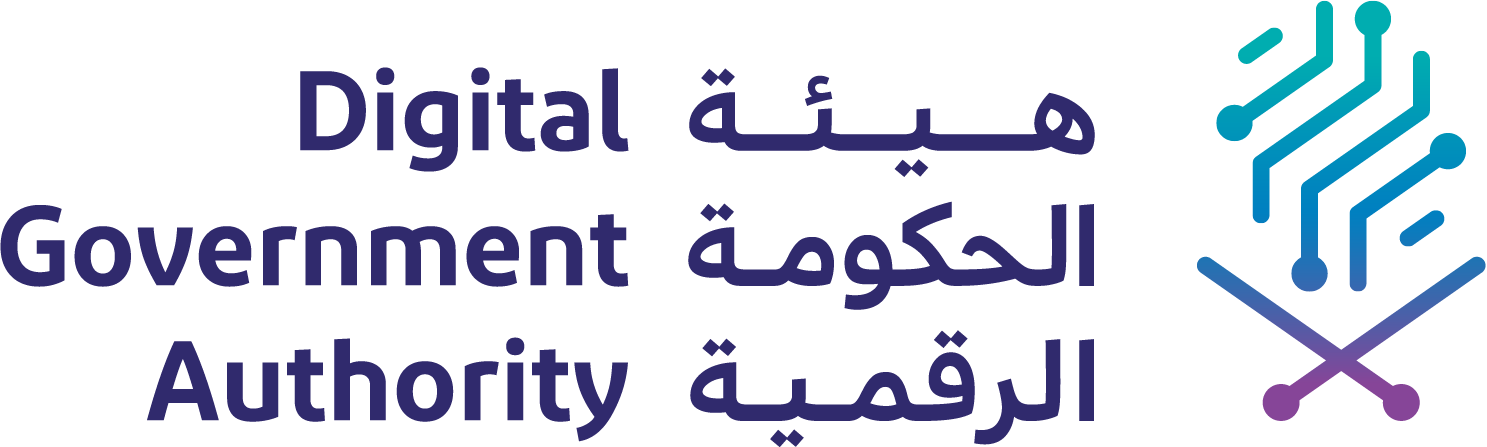 Digital
Government
Authority
هيئة
الحكومة
الرقمية